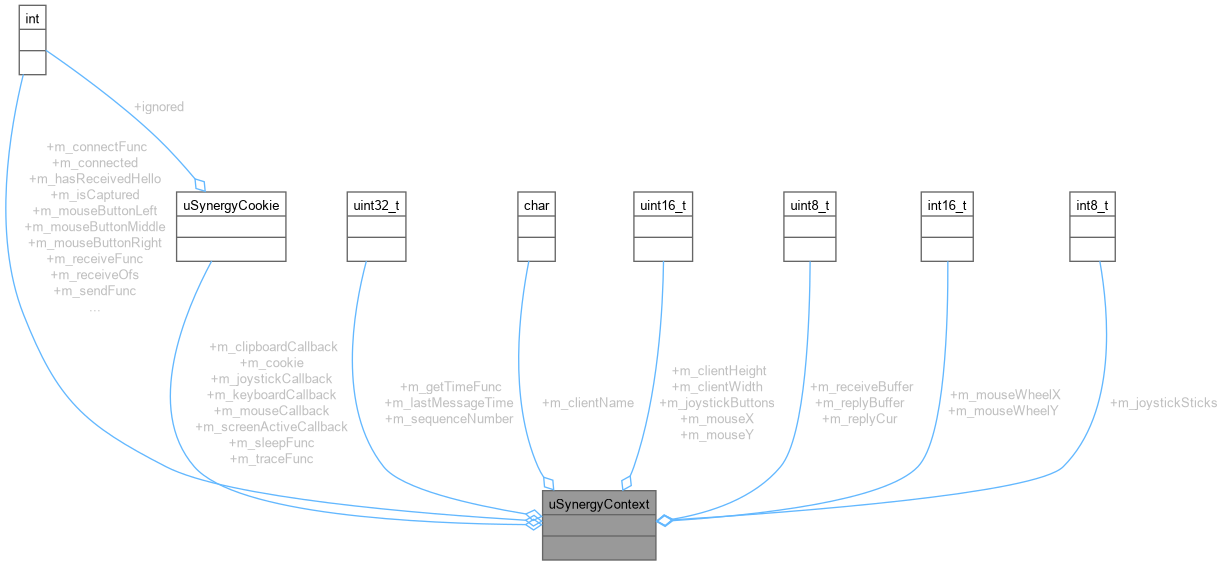 int
+ignored
+m_connectFunc
+m_connected
+m_hasReceivedHello
+m_isCaptured
+m_mouseButtonLeft
+m_mouseButtonMiddle
+m_mouseButtonRight
+m_receiveFunc
+m_receiveOfs
+m_sendFunc
...
uSynergyCookie
uint32_t
char
uint16_t
uint8_t
int16_t
int8_t
+m_clipboardCallback
+m_cookie
+m_joystickCallback
+m_keyboardCallback
+m_mouseCallback
+m_screenActiveCallback
+m_sleepFunc
+m_traceFunc
+m_getTimeFunc
+m_lastMessageTime
+m_sequenceNumber
+m_clientName
+m_clientHeight
+m_clientWidth
+m_joystickButtons
+m_mouseX
+m_mouseY
+m_receiveBuffer
+m_replyBuffer
+m_replyCur
+m_mouseWheelX
+m_mouseWheelY
+m_joystickSticks
uSynergyContext